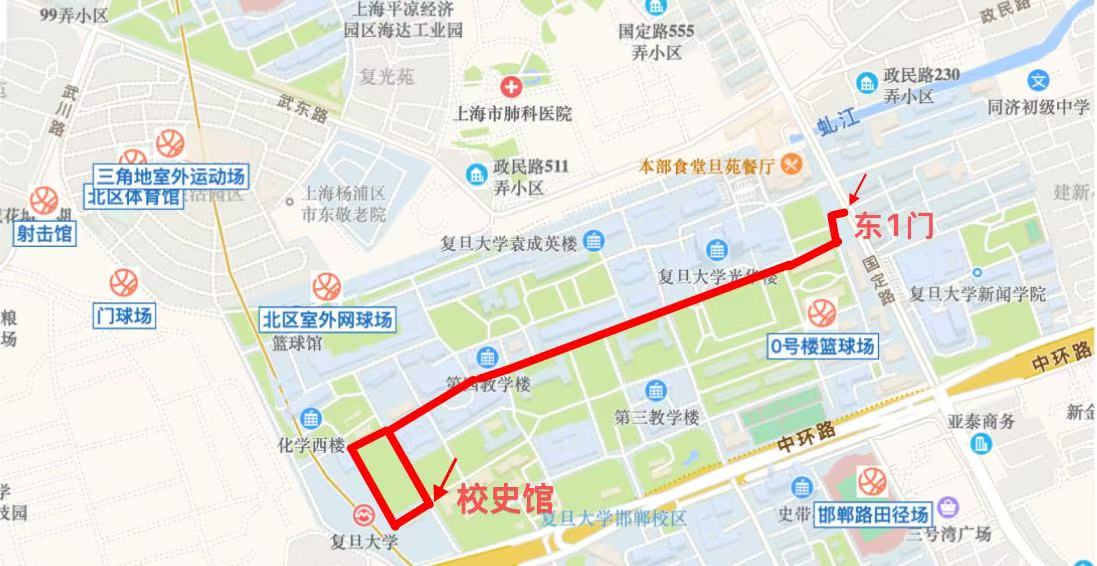 99弄小区
上海平凉经济
园区海达工业园
国定路555
弄小区
政民路
复光苑
武川路
武东路
上海市肺科医院
政民路230
弄小区
同济初级中学
虬江
本部食堂旦苑餐厅
政民路511
弄小区
三角地室外运动场
北区体育馆
活园区
上海杨浦区
市东敬老院
建新
射击馆
东1门
复旦大学袁成英楼
复旦大学光华楼
国定路
复旦大学新闻学院
门球场
北区室外网球场
篮球馆
粮
场
0号楼篮球场
中环路
第四教学楼
第三教学楼
化学西楼
中环路
亚泰商务
新金
校史馆
学
技园
复旦大学
复旦大学邯郸校区
史带
邯郸路田径场
三号湾广场